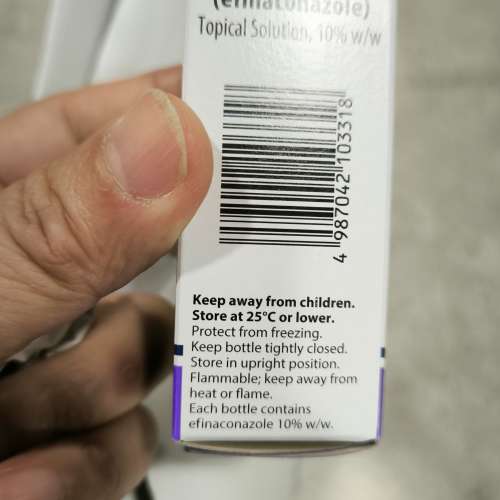 (efinaconazole)
Topical Solution, 10% w/w
4 987042 103318
Keep away from children.
Store at 25°C or lower.
Protect from freezing.
Keep bottle tightly closed.
Store in upright position.
Flammable; keep away from
heat or flame.
Each bottle contains
efinaconazole 10% w/w.